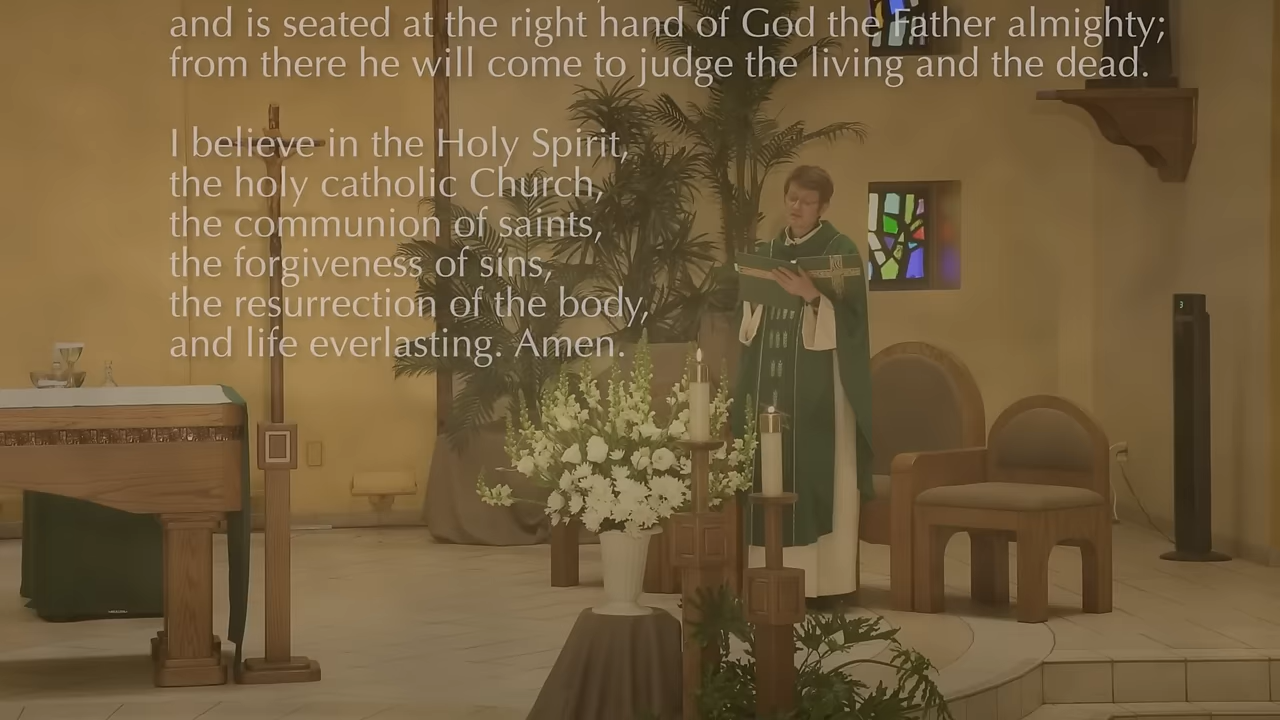 and is seated at the right hand of God the Father almighty;
from there he will come to judge the living and the dead.
I believe in the Holy Spirit,
the holy catholic Church,
the communion of saints,
the forgiveness of sins,
the resurrection of the body,
and life everlasting. Amen.